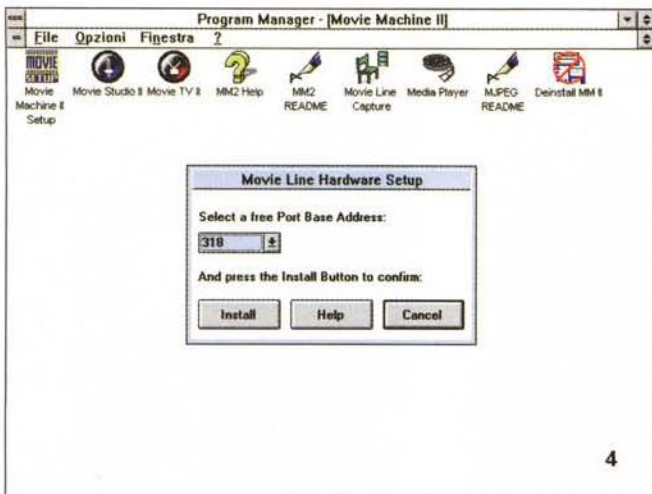 Program Manager - [Movie Machine II]
File Opzioni Finestra ?
MOVIE
SETUP
Movie Machine II Setup
Movie Studio II
Movie TV II
MM2 Help
MM2 README
Movie Line Capture
Media Player
MJPEG README
Deinstall MM II
Movie Line Hardware Setup
Select a free Port Base Address:
318
And press the Install Button to confirm:
Install Help Cancel
4